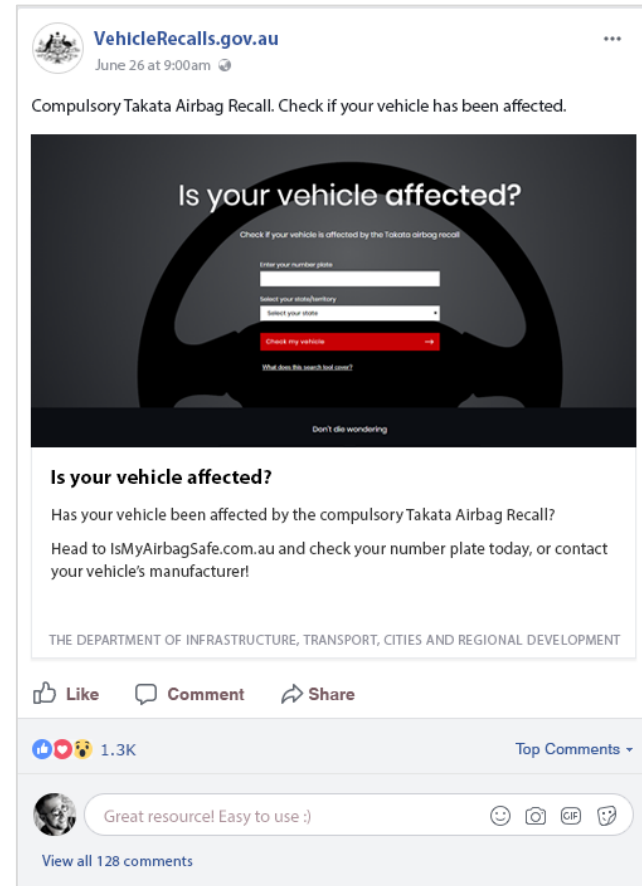 VehicleRecalls.gov.au
June 26 at 9:00am
Compulsory Takata Airbag Recall. Check if your vehicle has been affected.
Is your vehicle affected?
Check if your vehicle is affected by the Takata airbag recall
Enter your number plate
Select your state/territory
Select your state
Check my vehicle
What does this search tool cover?
Don't die wondering
Is your vehicle affected?
Has your vehicle been affected by the compulsory Takata Airbag Recall?
Head to IsMyAirbagSafe.com.au and check your number plate today, or contact
your vehicle's manufacturer!
THE DEPARTMENT OF INFRASTRUCTURE, TRANSPORT, CITIES AND REGIONAL DEVELOPMENT
Like Comment Share
1.3K Top Comments
Great resource! Easy to use :) GIF
View all 128 comments